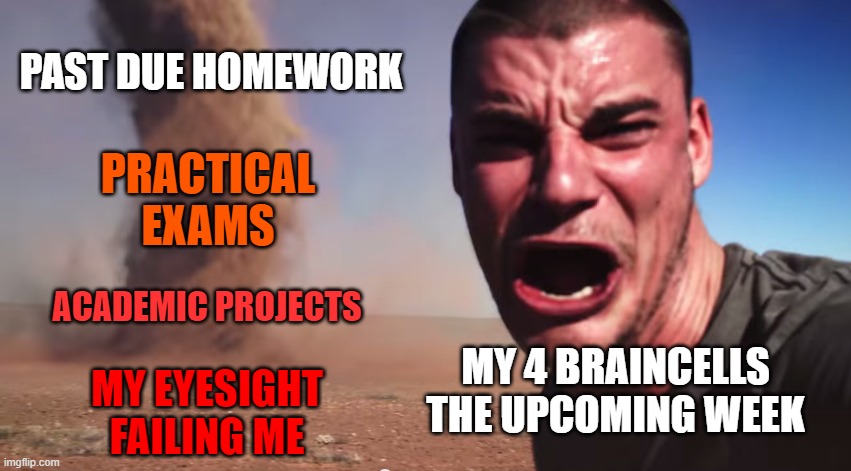 PAST DUE HOMEWORK
PRACTICAL
EXAMS
ACADEMIC PROJECTS
MY EYESIGHT
FAILING ME
MY 4 BRAINCELLS
THE UPCOMING WEEK
imgflip.com